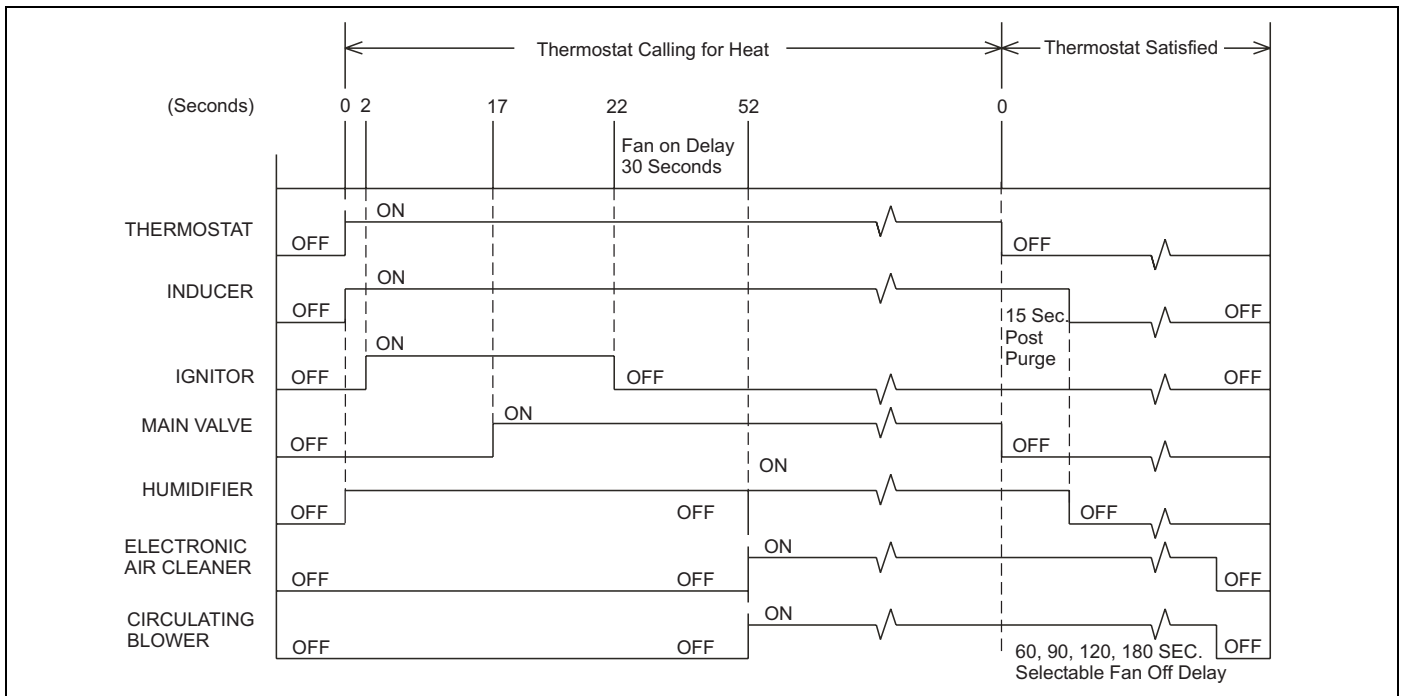 Thermostat Calling for Heat Thermostat Satisfied
(Seconds) 0 2 17 22 52 0
Fan on Delay
30 Seconds
THERMOSTAT OFF ON OFF
INDUCER OFF ON OFF
15 Sec.
Post
Purge
IGNITOR OFF ON OFF OFF
MAIN VALVE OFF ON OFF
HUMIDIFIER OFF OFF ON OFF
ELECTRONIC
AIR CLEANER OFF OFF ON OFF
CIRCULATING
BLOWER OFF OFF ON OFF
60, 90, 120, 180 SEC.
Selectable Fan Off Delay